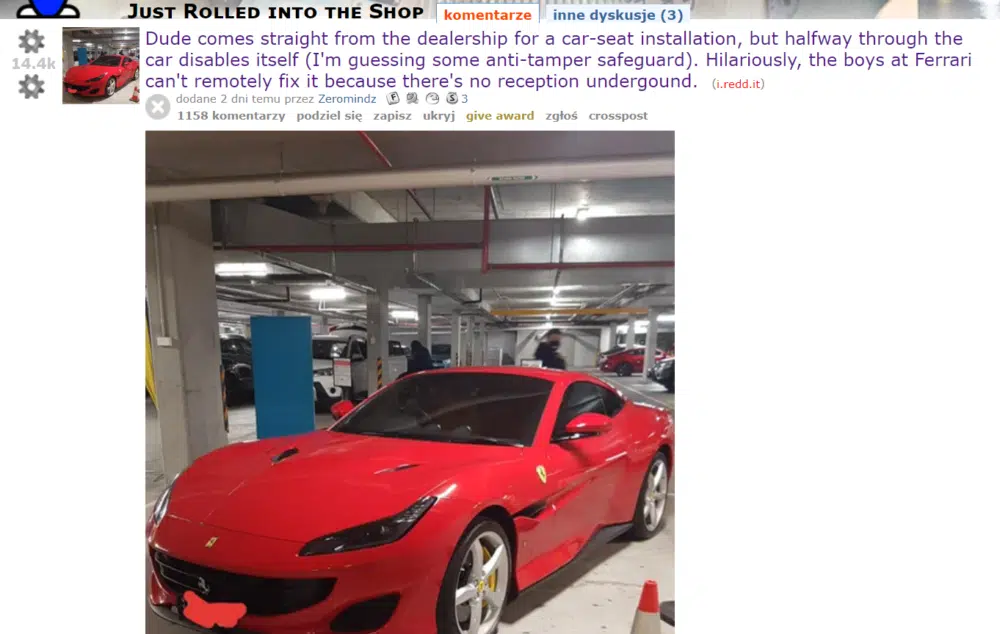 JUST ROLLED INTO THE SHOP komentarze inne dyskusje (3)
14.4k
Dude comes straight from the dealership for a car-seat installation, but halfway through the
car disables itself (I'm guessing some anti-tamper safeguard). Hilariously, the boys at Ferrari
can't remotely fix it because there's no reception undergound. (i.redd.it)
dodane 2 dni temu przez Zeromindz 3
1158 komentarzy podziel się zapisz ukryj give award zgłoś crosspost